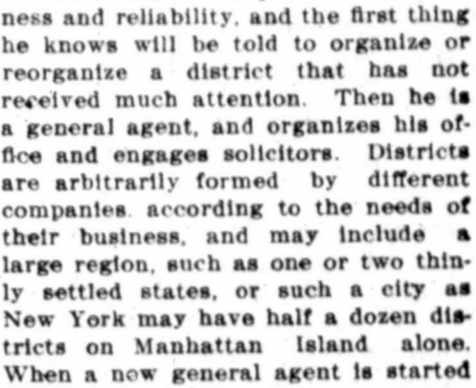 ness and reliability, and the first thing
he knows will be told to organize or
reorganize a district that has not
received much attention. Then he is
a general agent, and organizes his of-
fice and engages solicitors. Districts
are arbitrarily formed by different
companies. according to the needs of
their business, and may include a
large region, such as one or two thin-
ly settled states, or such a city as
New York may have half a dozen dis-
tricts on Manhattan Island alone.
When a new general agent is started